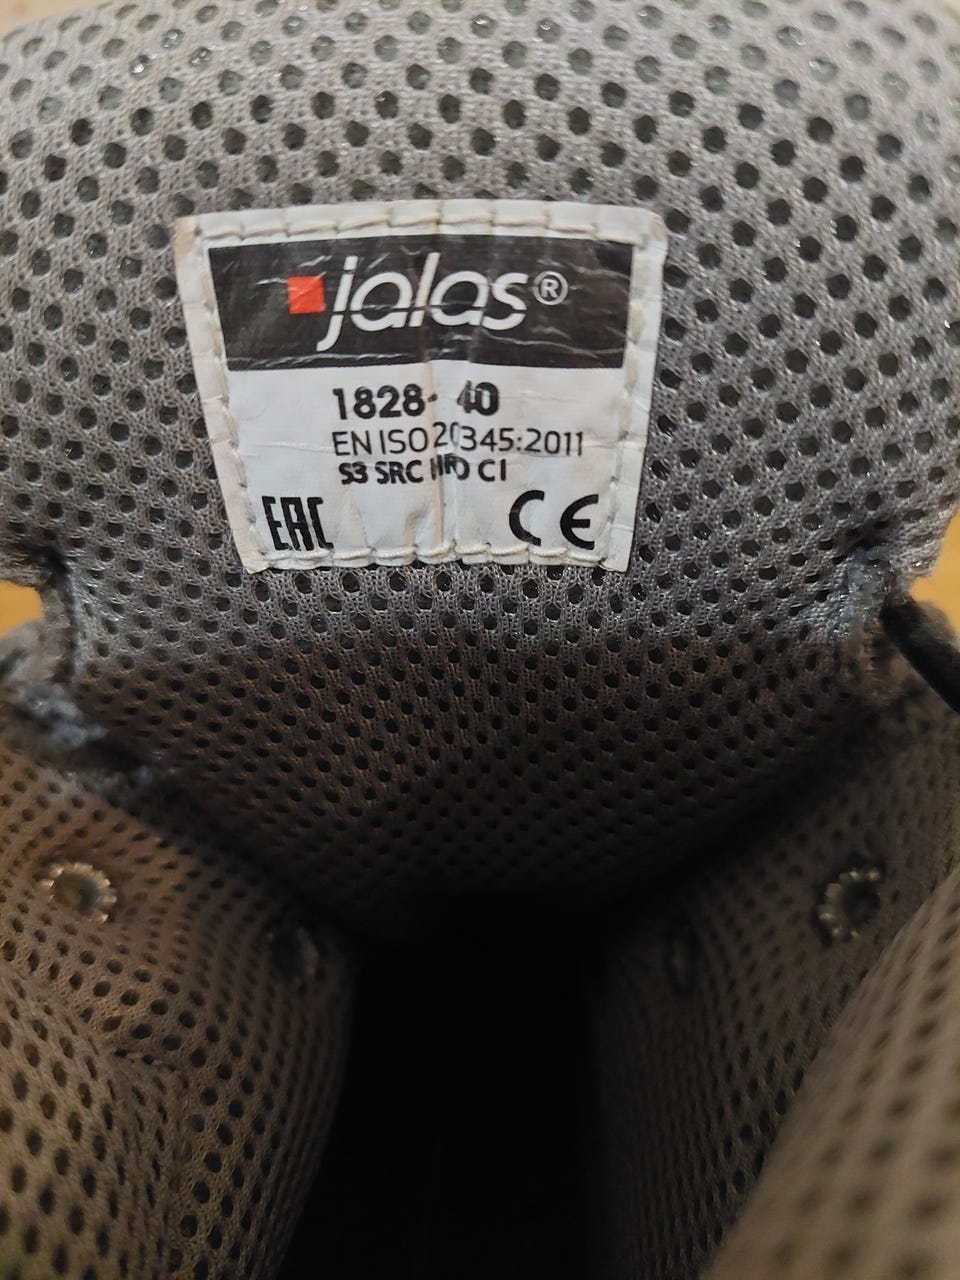 jalas®
1828- 40
EN ISO 20345:2011
S3 SRC HRO CI
EAC CE